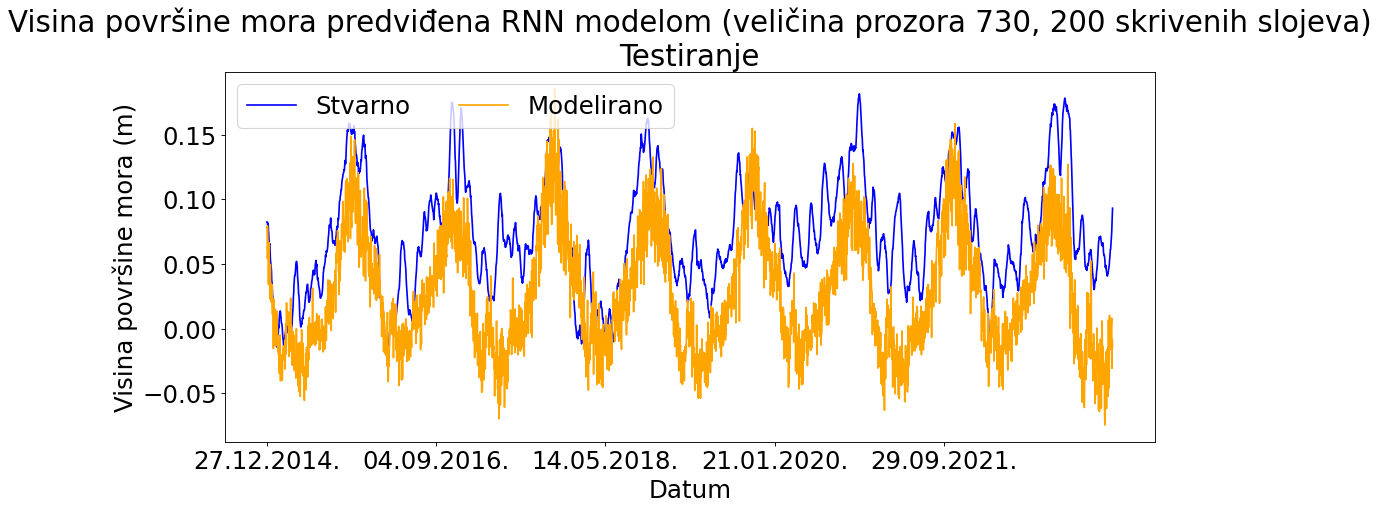 Visina površine mora predviđena RNN modelom (veličina prozora 730, 200 skrivenih slojeva)
Testiranje
Stvarno Modelirano
Visina površine mora (m)
0.15
0.10
0.05
0.00
−0.05
27.12.2014. 04.09.2016. 14.05.2018. 21.01.2020. 29.09.2021.
Datum